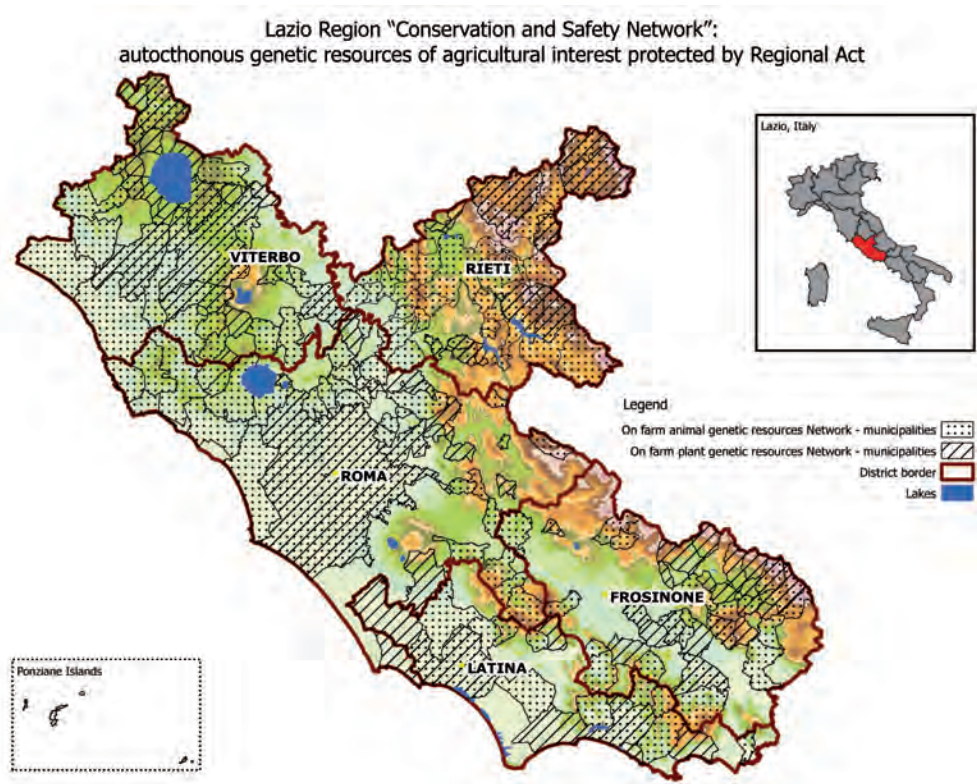 Lazio Region "Conservation and Safety Network":
autocthonous genetic resources of agricultural interest protected by Regional Act
Lazio, Italy
VITERBO
RIETI
Legend
On farm animal genetic resources Network - municipalities
On farm plant genetic resources Network - municipalities
District border
Lakes
ROMA
FROSINONE
LATINA
Ponziane Islands